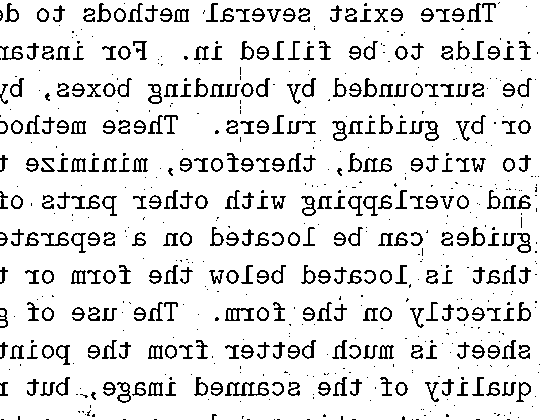 There exist several methods to de
fields to be filled in. For instan
be surrounded by bounding boxes, by
or by guiding rulers. These method
to write and, therefore, minimize t
and overlapping with other parts of
guides can be located on a separate
that is located below the form or t
directly on the form. The use of g
sheet is much better from the point
quality of the scanned image, but r